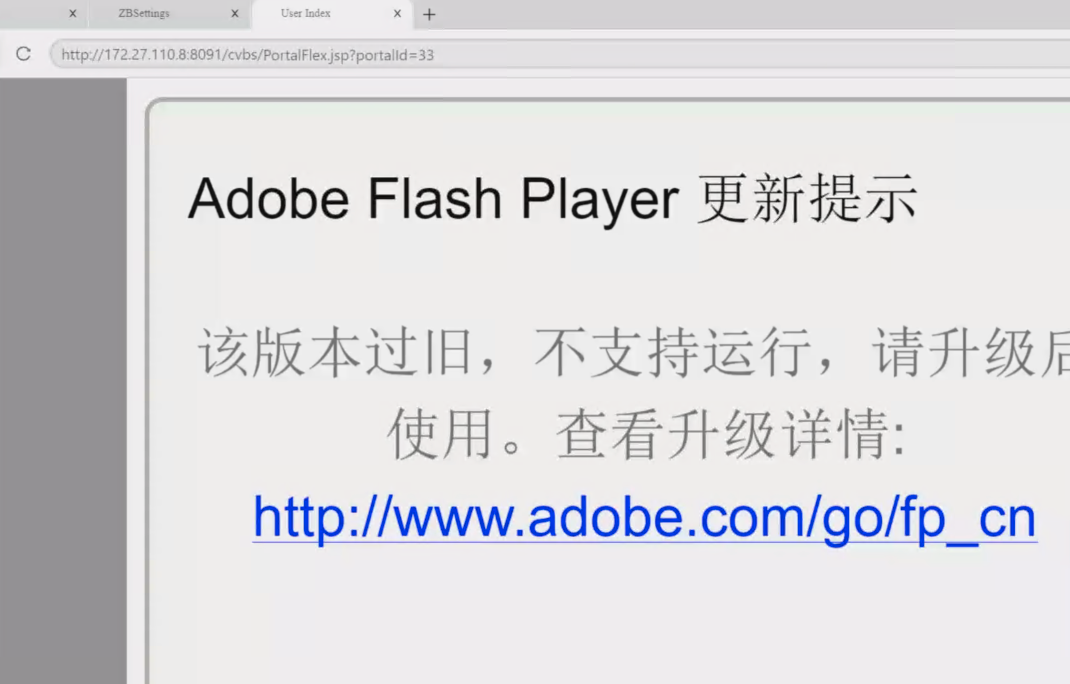 ZBSettings
User Index
http://172.27.110.8:8091/cvbs/PortalFlex.jsp?portalId=33
Adobe Flash Player 更新提示
该版本过旧，不支持运行，请升级后
使用。查看升级详情:
http://www.adobe.com/go/fp_cn